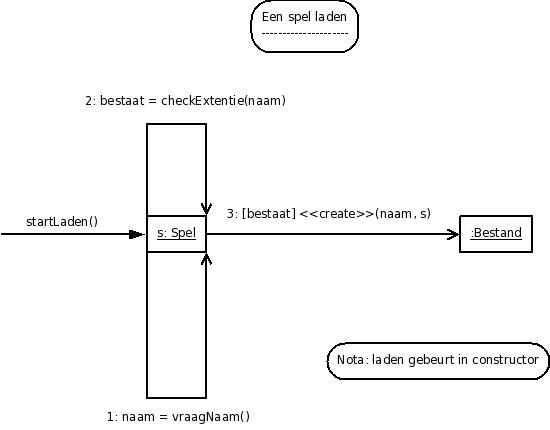 Een spel laden
2: bestaat = checkExtentie(naam)
startLaden()
s: Spel
3: [bestaat] <<create>>(naam, s)
:Bestand
Nota: laden gebeurt in constructor
1: naam = vraagNaam()